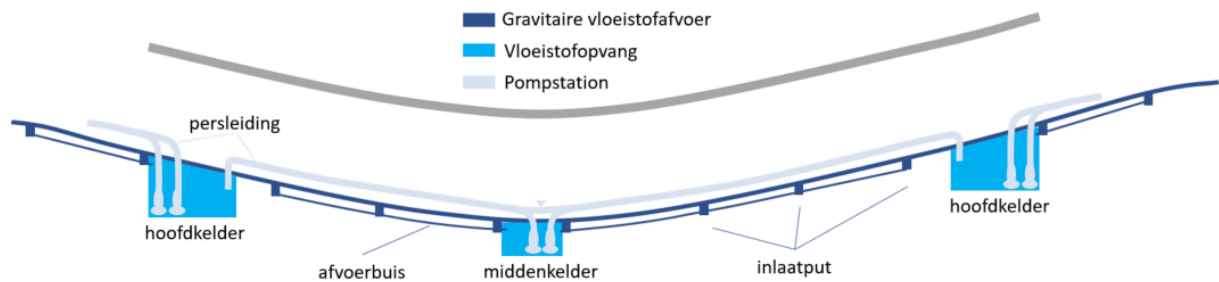 Gravitaire vloeistofafvoer
Vloeistofopvang
Pompstation
persleiding
hoofdkelder
afvoerbuis
middenkelder
inlaatput
hoofdkelder